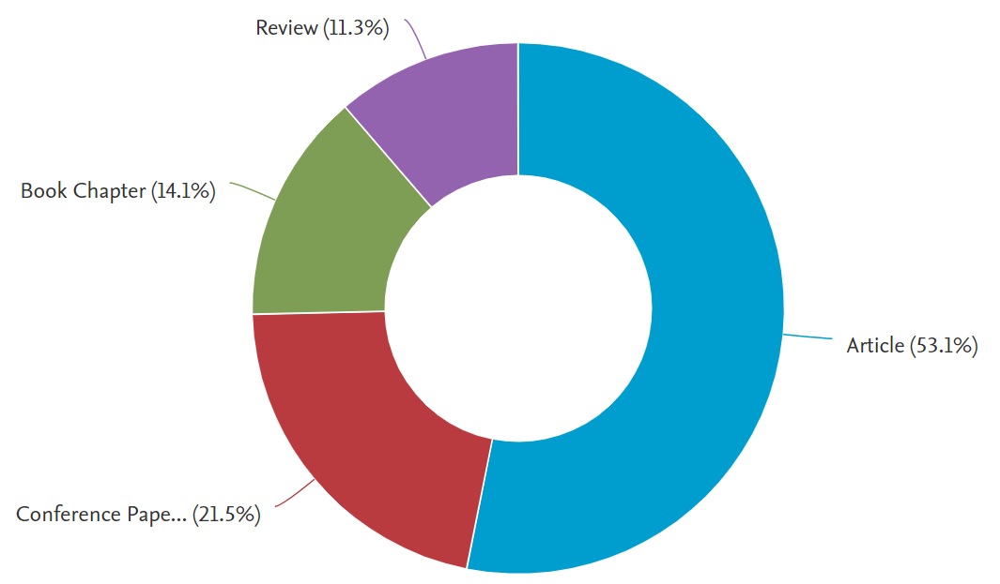 Review (11.3%)
Book Chapter (14.1%)
Article (53.1%)
Conference Pape... (21.5%)